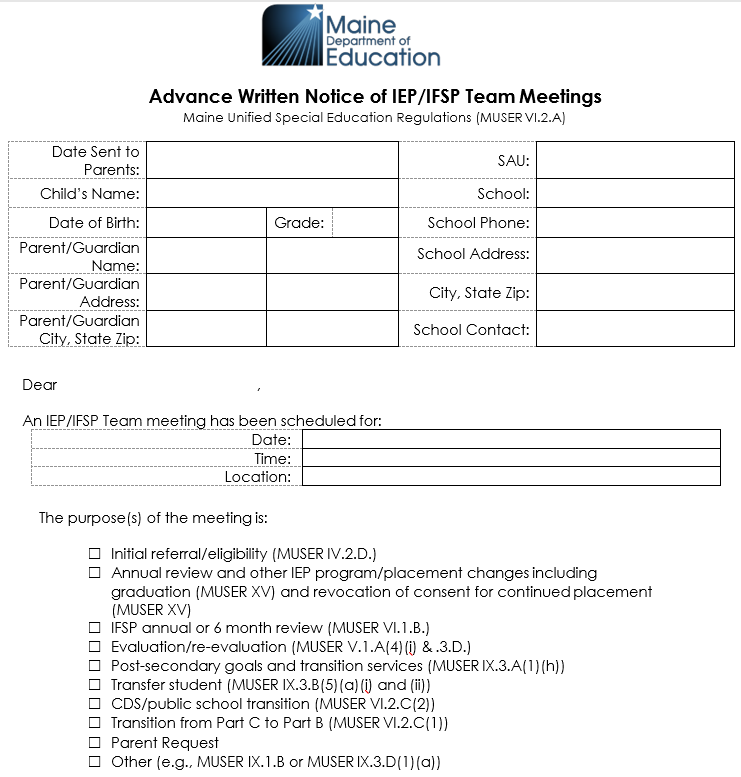 Maine
Department of
Education
Advance Written Notice of IEP/IFSP Team Meetings
Maine Unified Special Education Regulations (MUSER VI.2.A)
Date Sent to
Parents:
SAU:
Child's Name:
School:
Date of Birth:
Grade:
School Phone:
Parent/Guardian
Name:
School Address:
Parent/Guardian
Address:
City, State Zip:
Parent/Guardian
City, State Zip:
School Contact:
Dear ,
An IEP/IFSP Team meeting has been scheduled for:
Date:
Time:
Location:
The purpose(s) of the meeting is:
☐ Initial referral/eligibility (MUSER IV.2.D.)
☐ Annual review and other IEP program/placement changes including
graduation (MUSER XV) and revocation of consent for continued placement
(MUSER XV)
☐ IFSP annual or 6 month review (MUSER VI.1.B.)
☐ Evaluation/re-evaluation (MUSER V.1.A(4)(i) &.3.D.)
☐ Post-secondary goals and transition services (MUSER IX.3.A(1)(h))
☐ Transfer student (MUSER IX.3.B(5)(a)(i) and (ii))
☐ CDS/public school transition (MUSER VI.2.C(2))
☐ Transition from Part C to Part B (MUSER VI.2.C(1))
☐ Parent Request
☐ Other (e.g., MUSER IX.1.B or MUSER IX.3.D(1)(a))